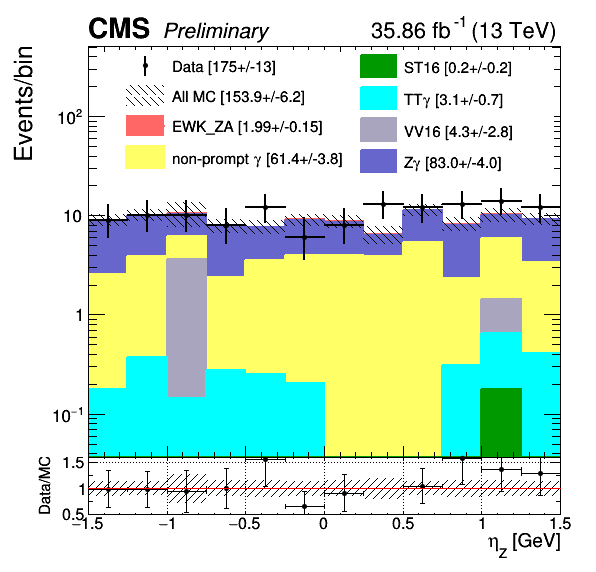 CMS Preliminary 35.86 fb⁻¹ (13 TeV)
Events/bin
Data [175+/-13]
All MC [153.9+/-6.2]
EWK_ZA [1.99+/-0.15]
non-prompt γ [61.4+/-3.8]
ST16 [0.2+/-0.2]
TTγ [3.1+/-0.7]
VV16 [4.3+/-2.8]
Zγ [83.0+/-4.0]
10²
10
1
10⁻¹
Data/MC
1.5
1
0.5
−1.5 −1 −0.5 0 0.5 1 1.5
η_Z [GeV]